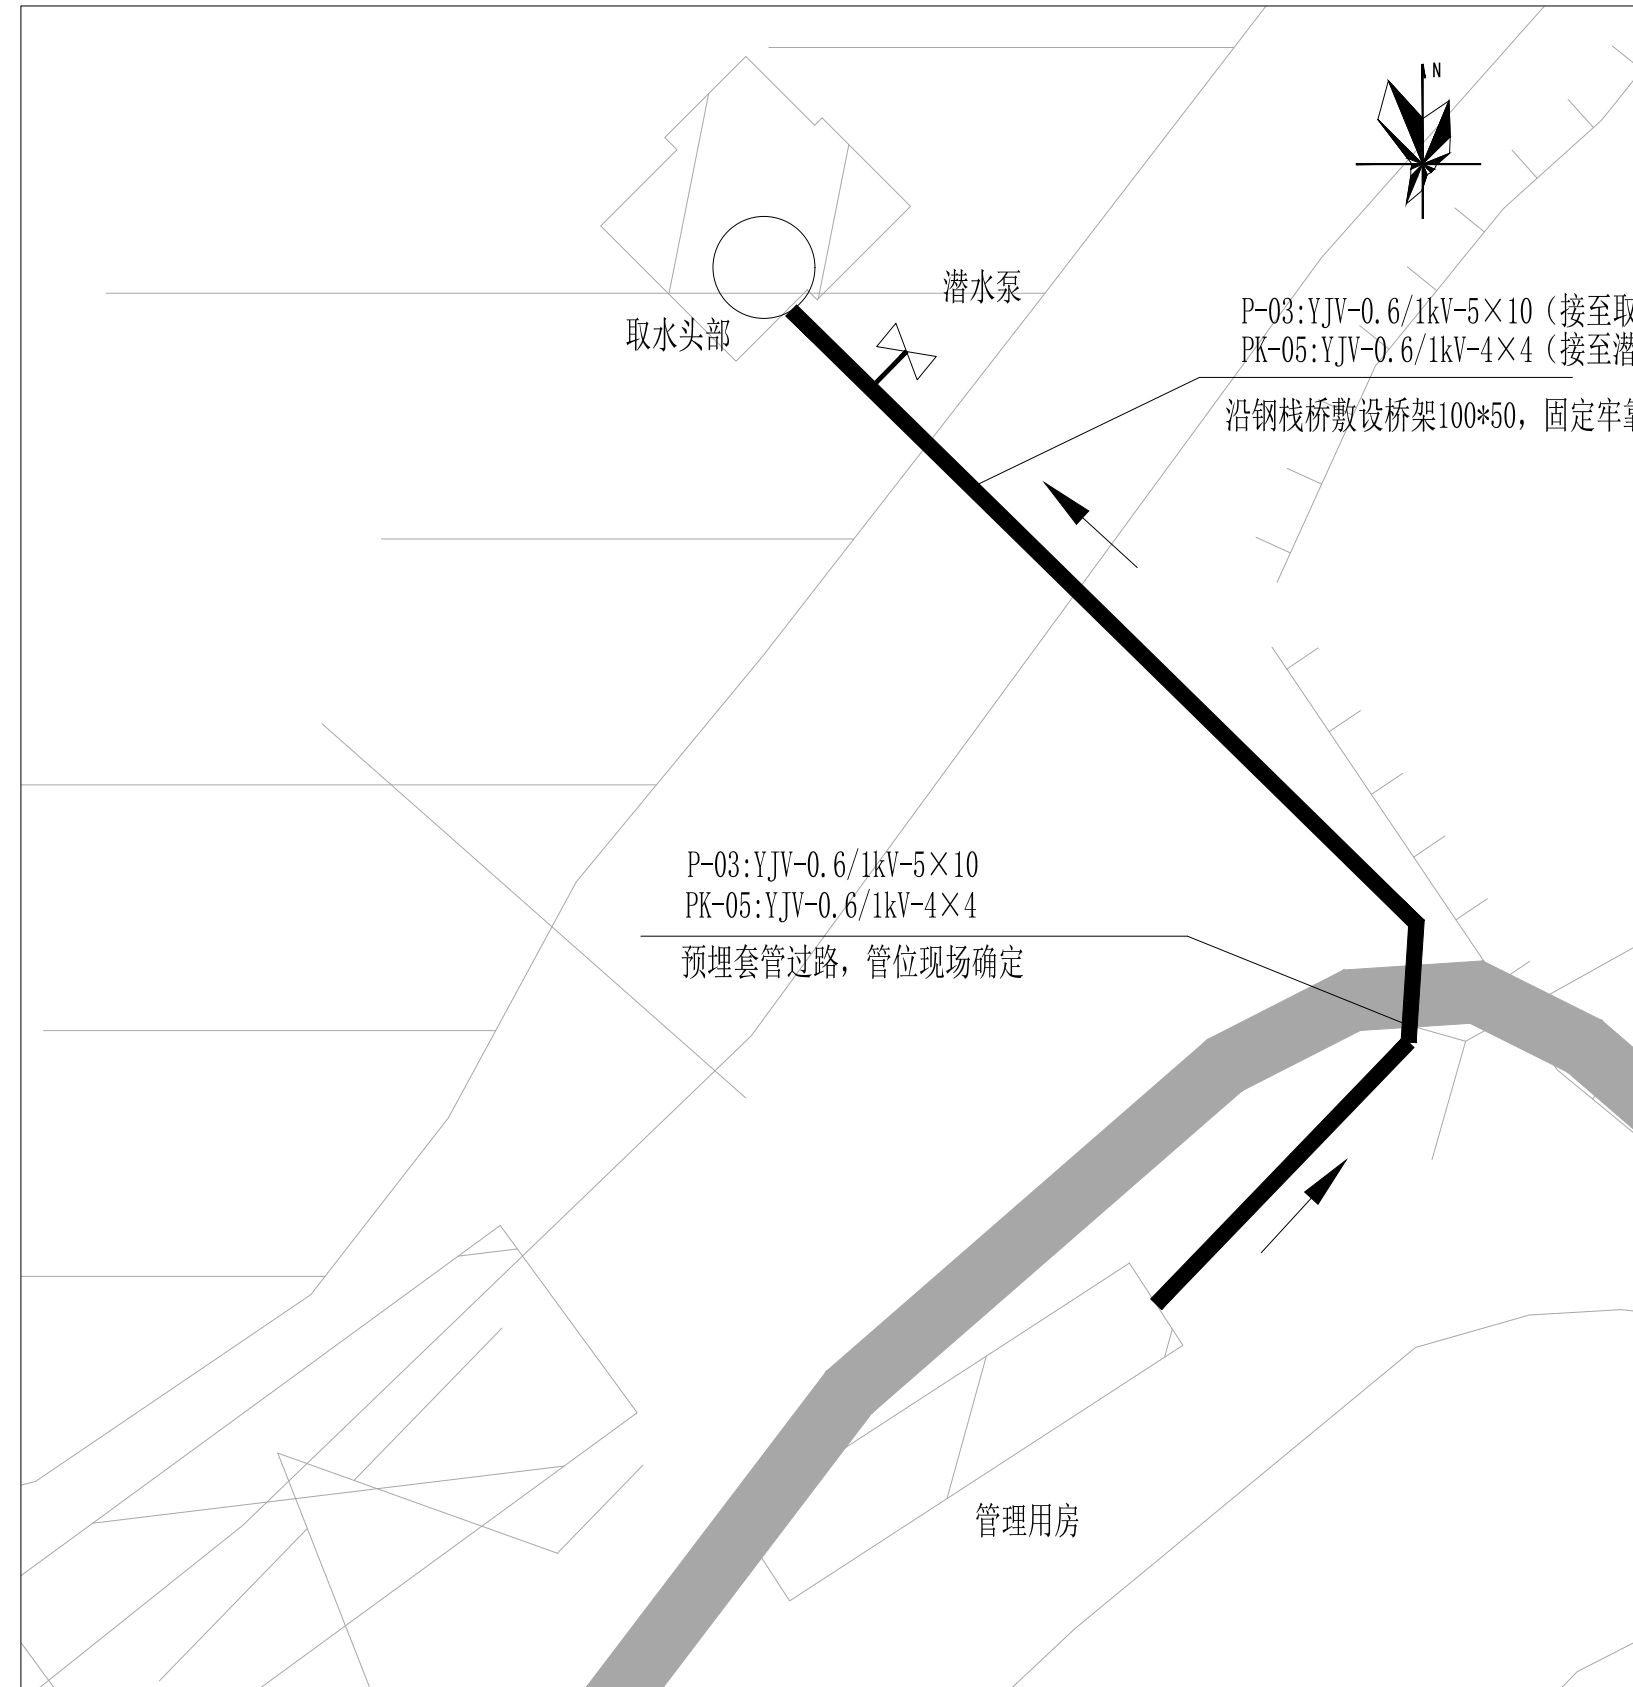 N
潜水泵
取水头部
P-03:YJV-0.6/1kV-5×10（接至取
PK-05:YJV-0.6/1kV-4×4（接至潜
沿钢栈桥敷设桥架100*50，固定牢靠
P-03:YJV-0.6/1kV-5×10
PK-05:YJV-0.6/1kV-4×4
预埋套管过路，管位现场确定
管理用房